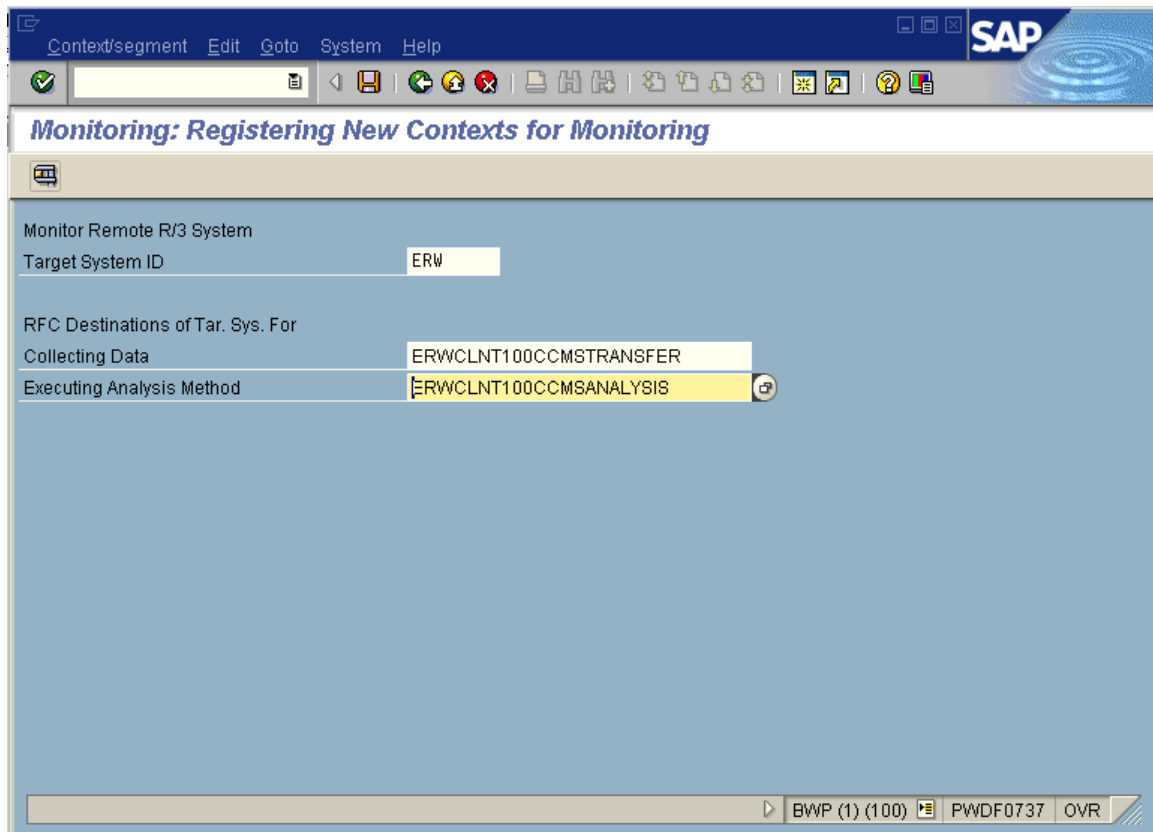 Context/segment Edit Goto System Help
SAP
Monitoring: Registering New Contexts for Monitoring
Monitor Remote R/3 System
Target System ID ERW
RFC Destinations of Tar. Sys. For
Collecting Data ERWCLNT100CCMSTRANSFER
Executing Analysis Method ERWCLNT100CCMSANALYSIS
BWP (1) (100) PWDF0737 OVR